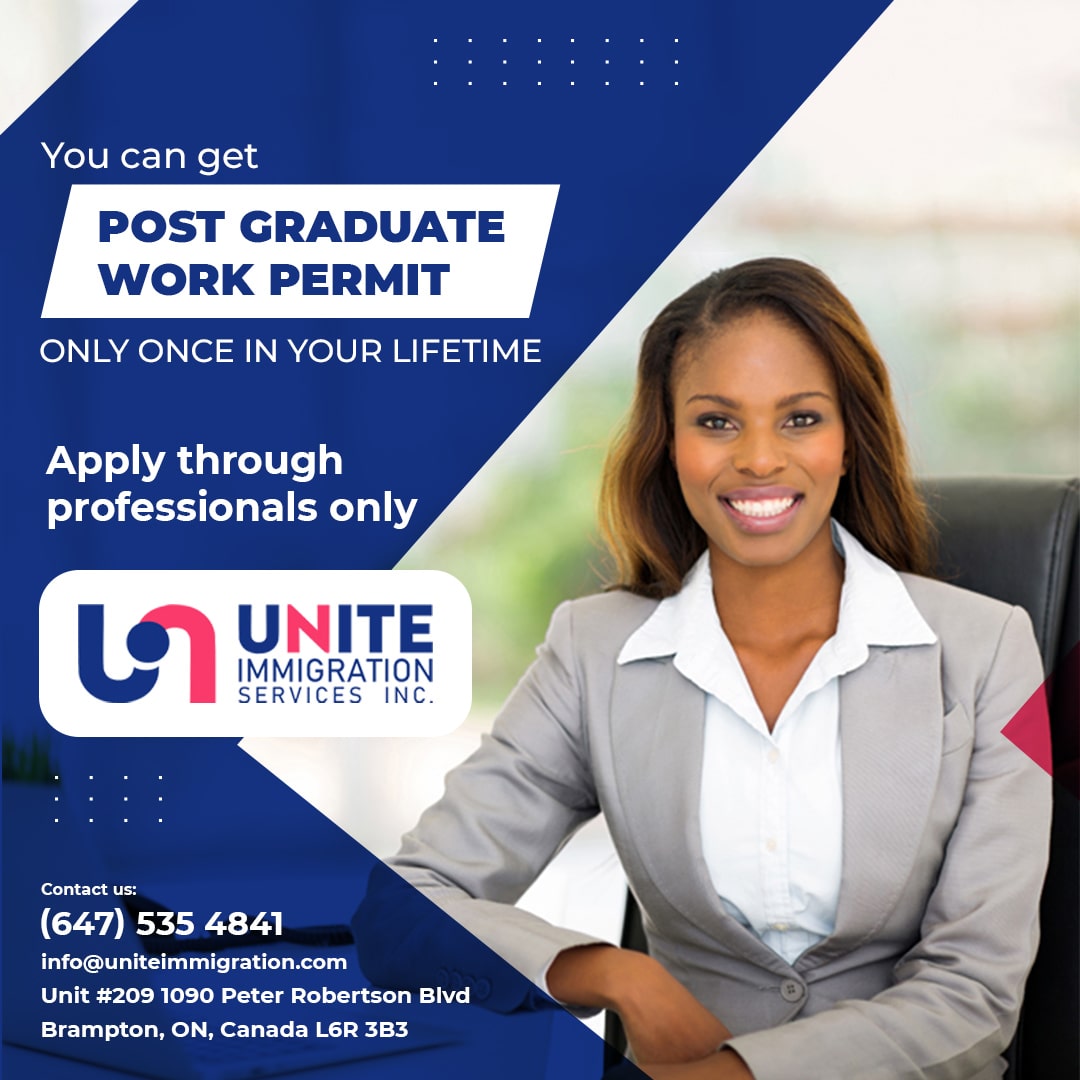 You can get
POST GRADUATE
WORK PERMIT
ONLY ONCE IN YOUR LIFETIME
Apply through
professionals only
UNITE
IMMIGRATION
SERVICES INC.
Contact us:
(647) 535 4841
info@uniteimmigration.com
Unit #209 1090 Peter Robertson Blvd
Brampton, ON, Canada L6R 3B3